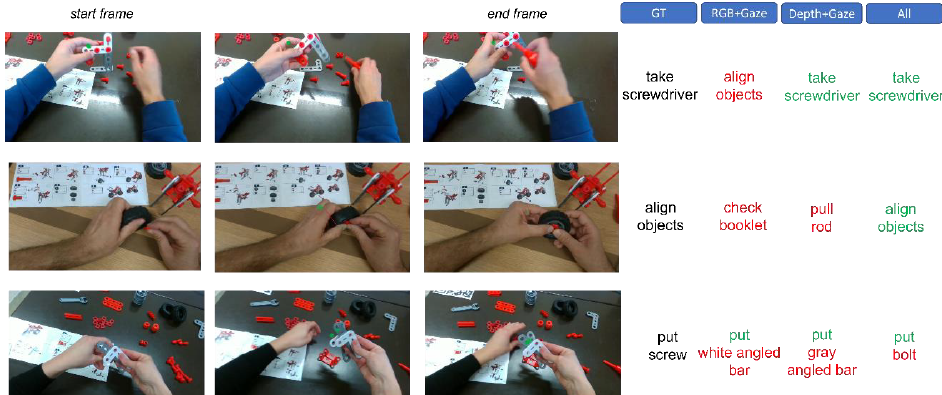 start frame
end frame
GT
RGB+Gaze
Depth+Gaze
All
take
screwdriver
align
objects
take
screwdriver
take
screwdriver
align
objects
check
booklet
pull
rod
align
objects
put
screw
put
white angled
bar
put
gray
angled bar
put
bolt